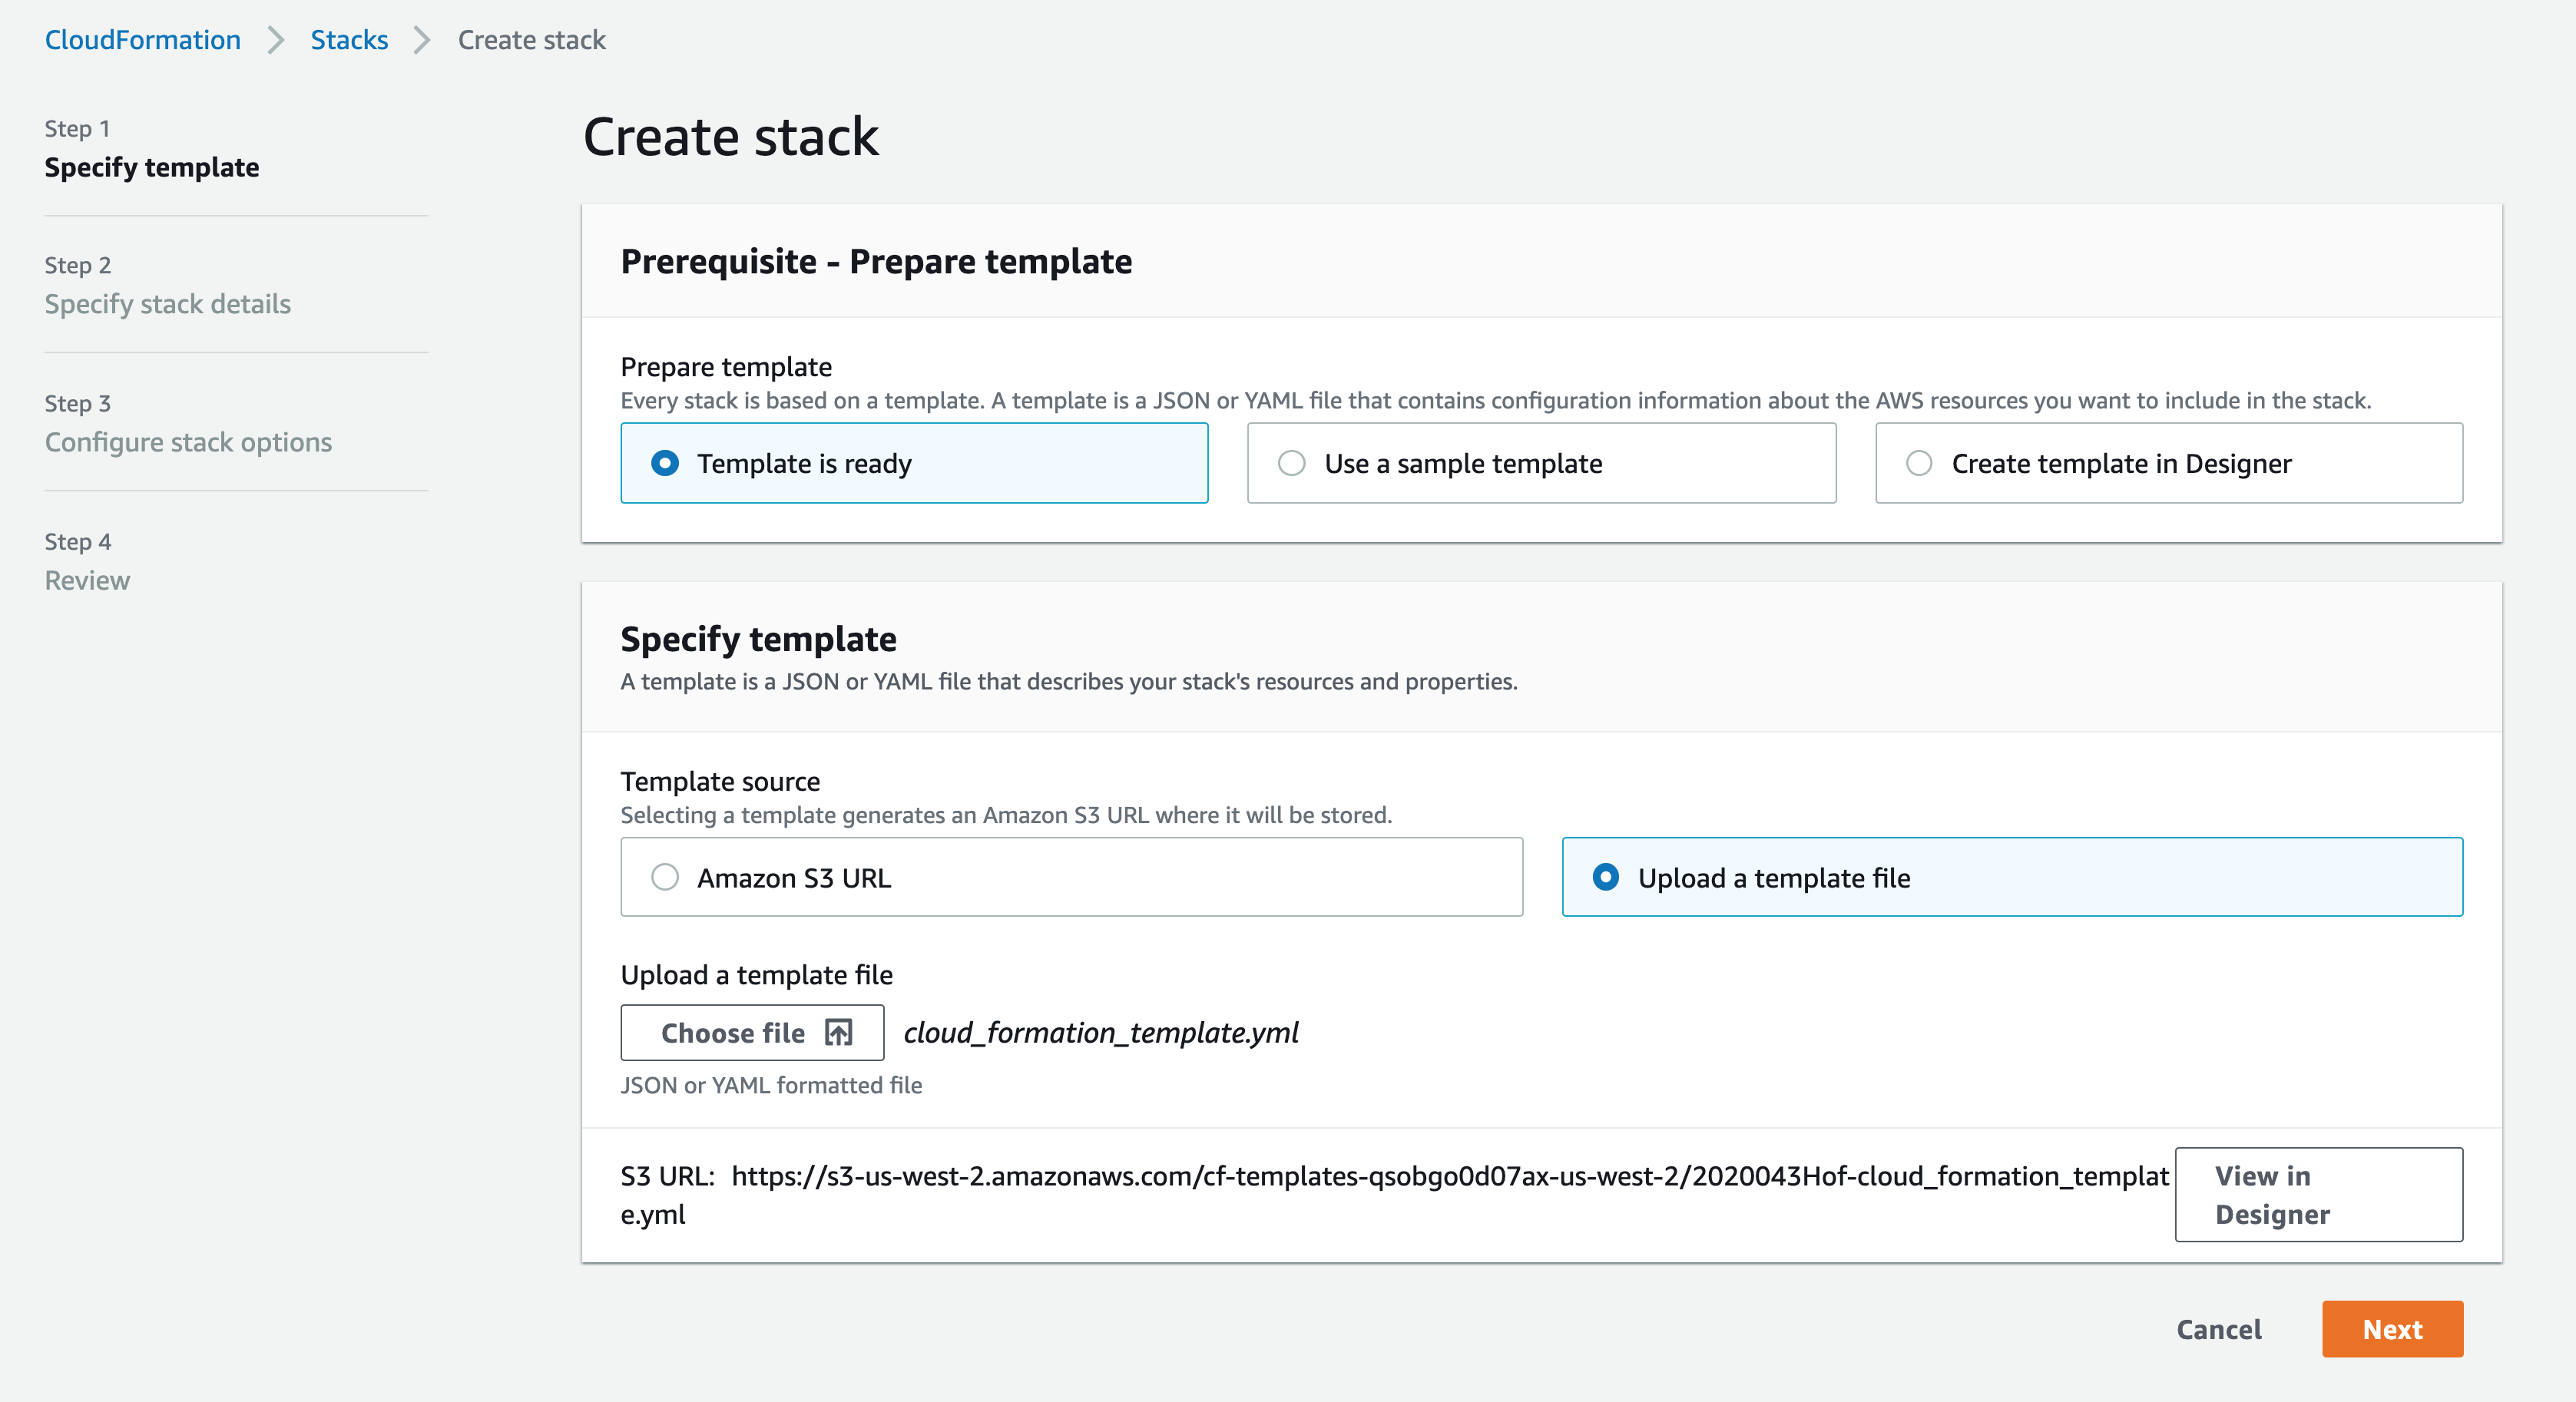 CloudFormation > Stacks > Create stack
Step 1
Specify template
Step 2
Specify stack details
Step 3
Configure stack options
Step 4
Review
Create stack
Prerequisite - Prepare template
Prepare template
Every stack is based on a template. A template is a JSON or YAML file that contains configuration information about the AWS resources you want to include in the stack.
Template is ready
Use a sample template
Create template in Designer
Specify template
A template is a JSON or YAML file that describes your stack's resources and properties.
Template source
Selecting a template generates an Amazon S3 URL where it will be stored.
Amazon S3 URL
Upload a template file
Upload a template file
Choose file cloud_formation_template.yml
JSON or YAML formatted file
S3 URL: https://s3-us-west-2.amazonaws.com/cf-templates-qsobgo0d07ax-us-west-2/2020043Hof-cloud_formation_templat
e.yml
View in
Designer
Cancel
Next